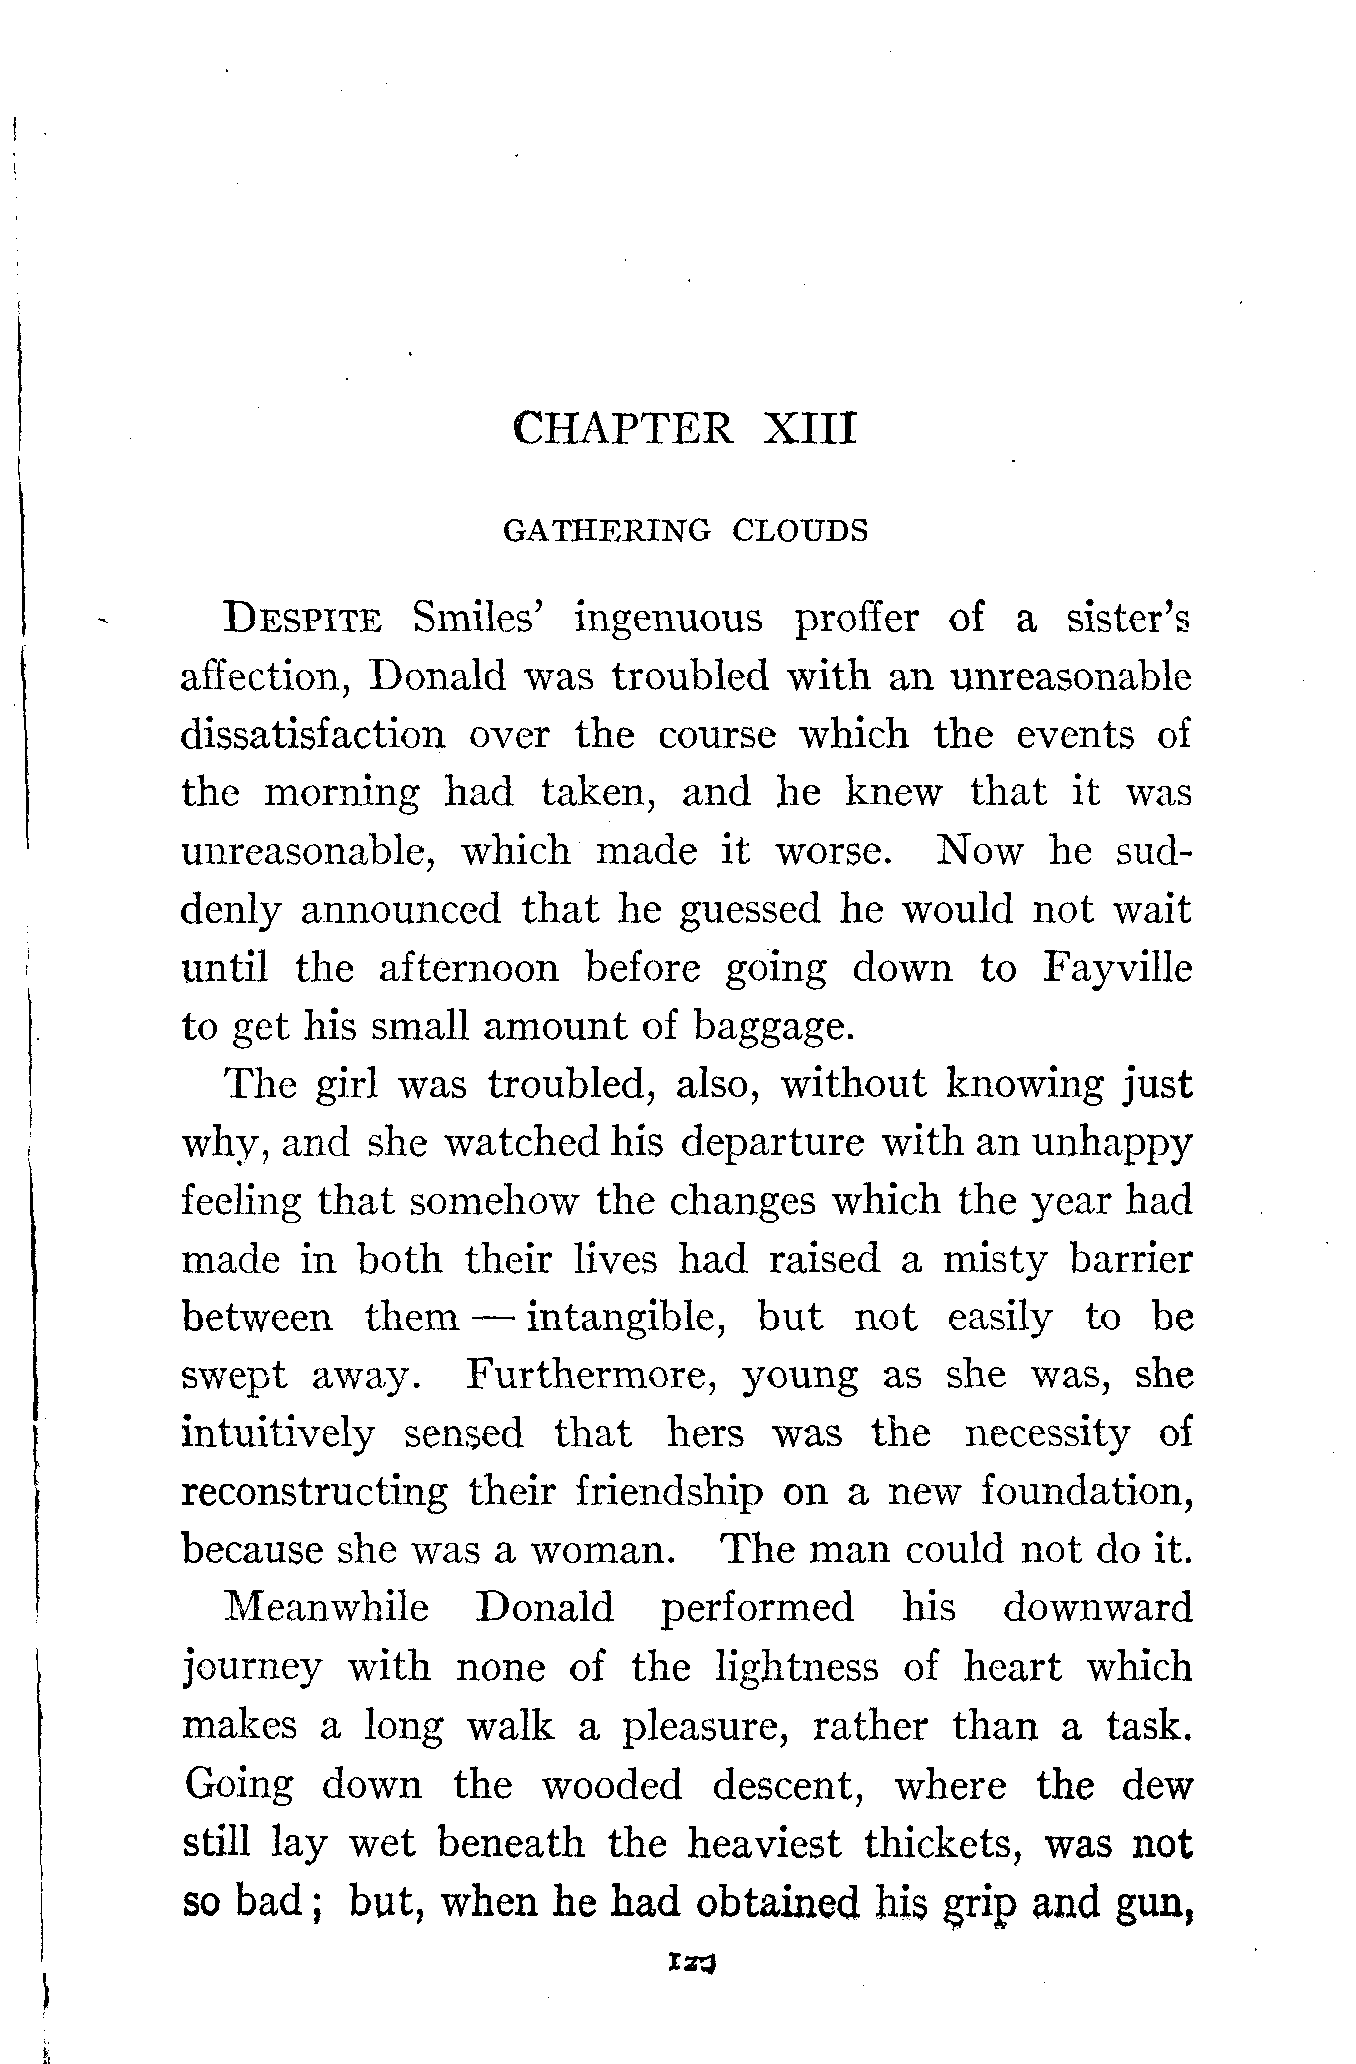 CHAPTER XIII
GATHERING CLOUDS
DESPITE Smiles' ingenuous proffer of a sister's
affection, Donald was troubled with an unreasonable
dissatisfaction over the course which the events of
the morning had taken, and he knew that it was
unreasonable, which made it worse. Now he sud-
denly announced that he guessed he would not wait
until the afternoon before going down to Fayville
to get his small amount of baggage.
The girl was troubled, also, without knowing just
why, and she watched his departure with an unhappy
feeling that somehow the changes which the year had
made in both their lives had raised a misty barrier
between them — intangible, but not easily to be
swept away. Furthermore, young as she was, she
intuitively sensed that hers was the necessity of
reconstructing their friendship on a new foundation,
because she was a woman. The man could not do it.
Meanwhile Donald performed his downward
journey with none of the lightness of heart which
makes a long walk a pleasure, rather than a task.
Going down the wooded descent, where the dew
still lay wet beneath the heaviest thickets, was not
so bad; but, when he had obtained his grip and gun,